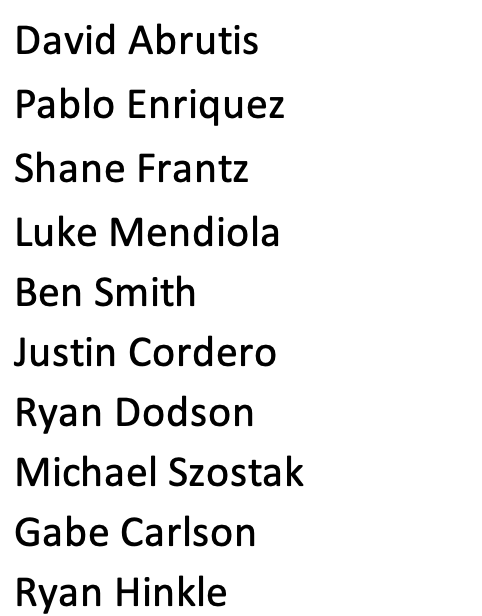 David Abrutis
Pablo Enriquez
Shane Frantz
Luke Mendiola
Ben Smith
Justin Cordero
Ryan Dodson
Michael Szostak
Gabe Carlson
Ryan Hinkle